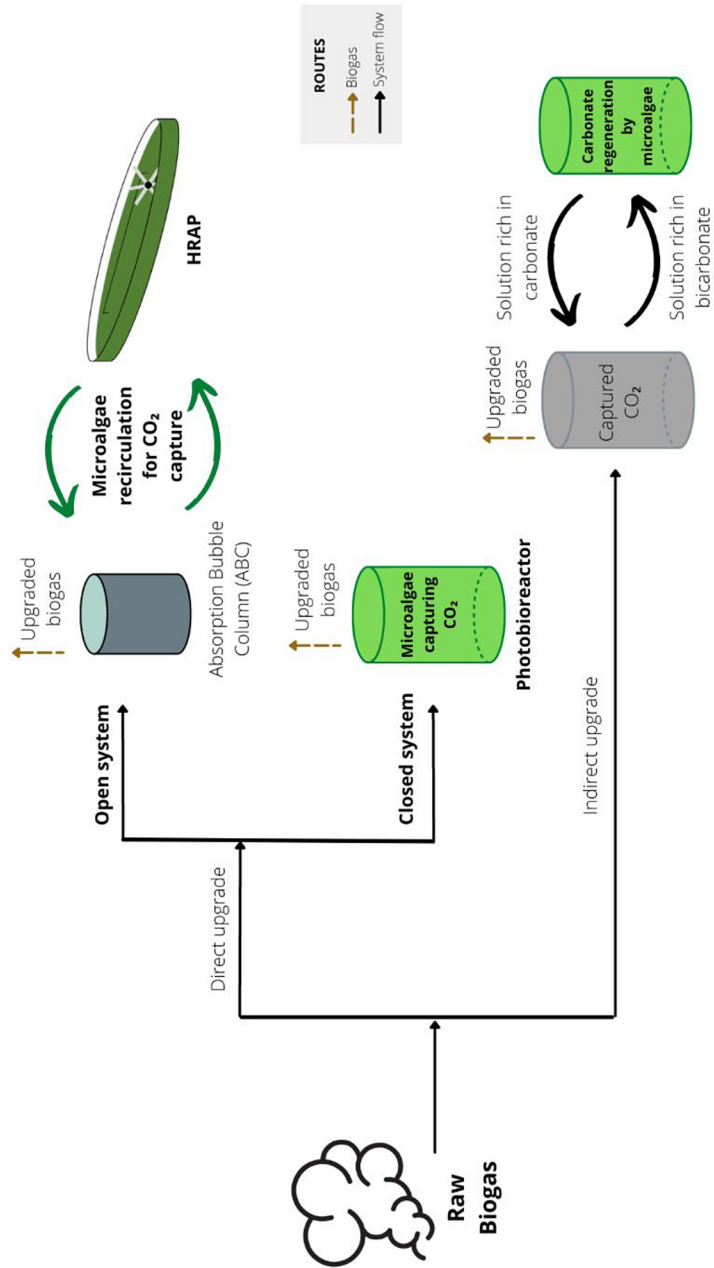 Raw
Biogas
Direct upgrade
Indirect upgrade
Open system
Closed system
Upgraded
biogas
Absorption Bubble
Column (ABC)
Microalgae
recirculation
for CO₂
capture
HRAP
Upgraded
biogas
Microalgae
capturing
CO₂
Photobioreactor
Upgraded
biogas
Captured
CO₂
Solution rich in
carbonate
Solution rich in
bicarbonate
Carbonate
regeneration
by
microalgae
ROUTES
Biogas
System flow